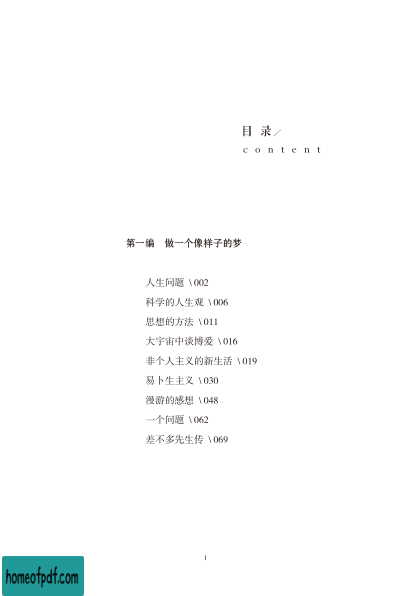 目 录／
content
第一编 做一个像样子的梦
人生问题 \ 002
科学的人生观 \ 006
思想的方法 \ 011
大宇宙中谈博爱 \ 016
非个人主义的新生活 \ 019
易卜生主义 \ 030
漫游的感想 \ 048
一个问题 \ 062
差不多先生传 \ 069
1
homeofpdf.com